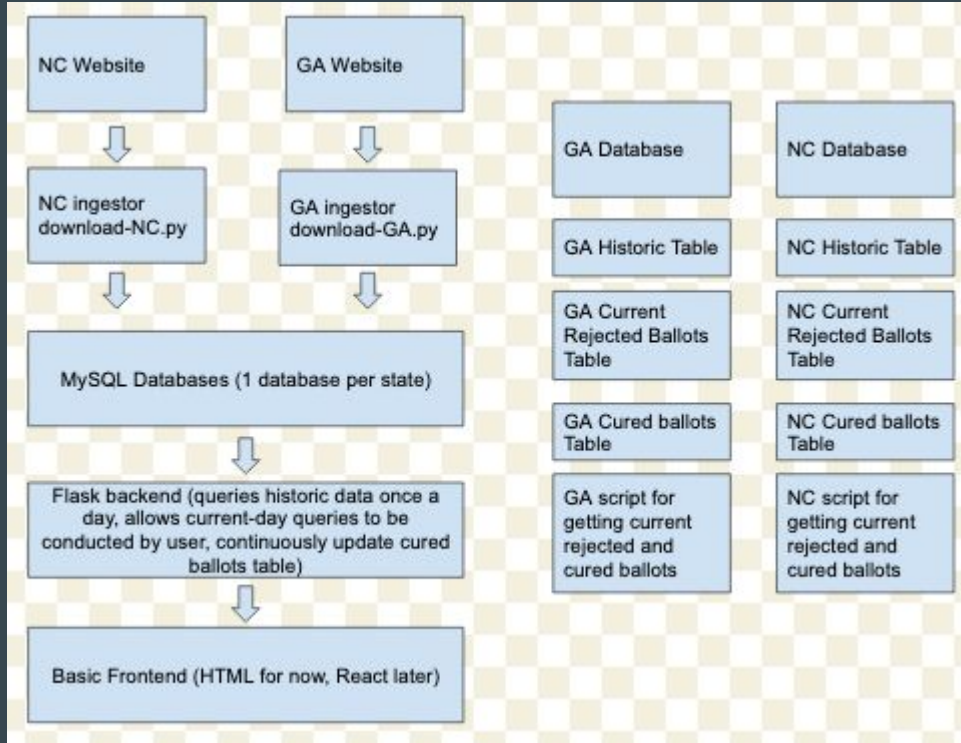 NC Website
GA Website
NC ingestor
download-NC.py
GA ingestor
download-GA.py
MySQL Databases (1 database per state)
Flask backend (queries historic data once a
day, allows current-day queries to be
conducted by user, continuously update cured
ballots table)
Basic Frontend (HTML for now, React later)
GA Database
NC Database
GA Historic Table
NC Historic Table
GA Current
Rejected Ballots
Table
NC Current
Rejected Ballots
Table
GA Cured ballots
Table
NC Cured ballots
Table
GA script for
getting current
rejected and
cured ballots
NC script for
getting current
rejected and
cured ballots